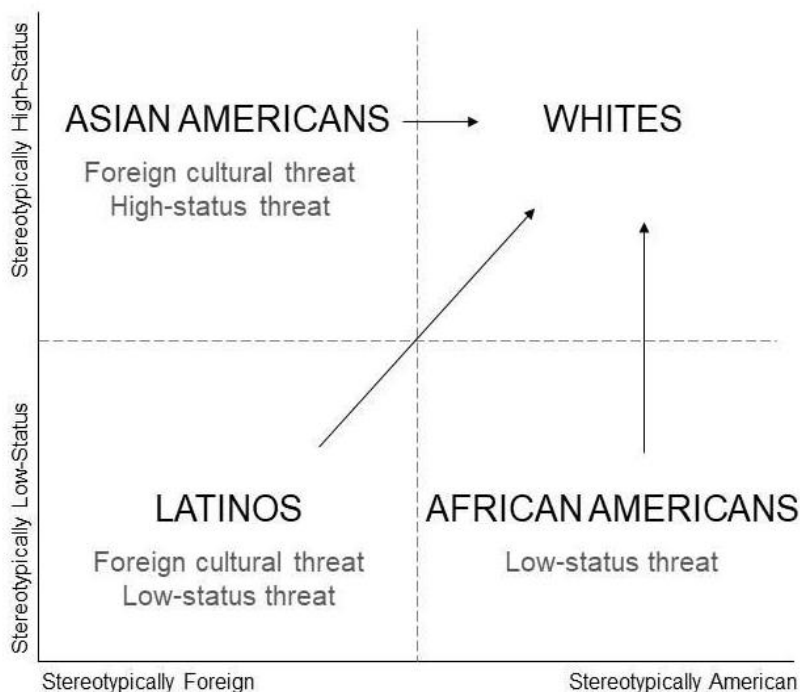 Stereotypically High-Status
ASIAN AMERICANS
Foreign cultural threat
High-status threat
WHITES
Stereotypically Low-Status
LATINOS
Foreign cultural threat
Low-status threat
AFRICAN AMERICANS
Low-status threat
Stereotypically Foreign
Stereotypically American